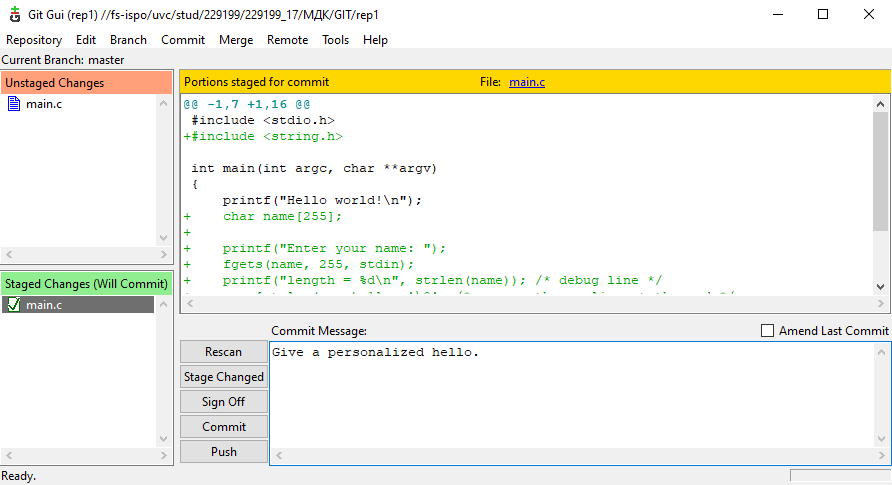 Git Gui (rep1) //fs-ispo/uvc/stud/229199/229199_17/МДК/GIT/rep1
Repository Edit Branch Commit Merge Remote Tools Help
Current Branch: master
Unstaged Changes
main.c
Staged Changes (Will Commit)
main.c
Portions staged for commit File: main.c
@@ -1,7 +1,16 @@
 #include <stdio.h>
+#include <string.h>
 int main(int argc, char **argv)
 {
     printf("Hello world!\n");
+    char name[255];
+
+    printf("Enter your name: ");
+    fgets(name, 255, stdin);
+    printf("length = %d\n", strlen(name)); /* debug line */
Commit Message: Amend Last Commit
Rescan
Stage Changed
Sign Off
Commit
Push
Give a personalized hello.
Ready.